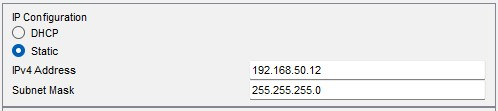 IP Configuration
DHCP
Static
IPv4 Address 192.168.50.12
Subnet Mask 255.255.255.0